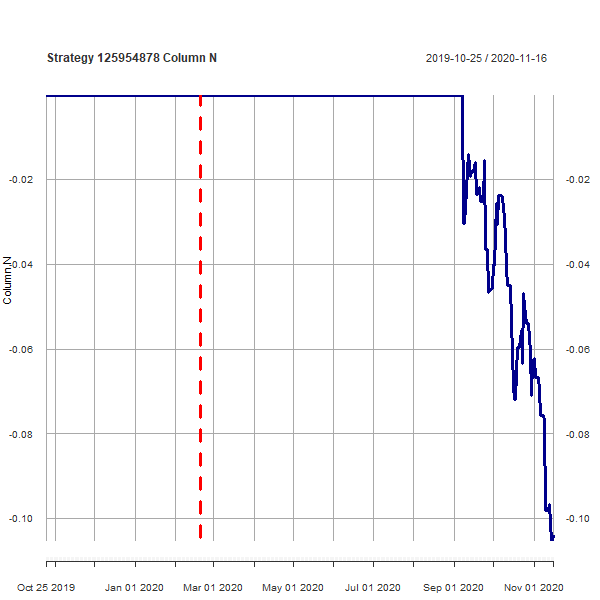 Strategy 125954878 Column N
2019-10-25 / 2020-11-16
Column N
-0.02
-0.04
-0.06
-0.08
-0.10
-0.02
-0.04
-0.06
-0.08
-0.10
Oct 25 2019
Jan 01 2020
Mar 01 2020
May 01 2020
Jul 01 2020
Sep 01 2020
Nov 01 2020